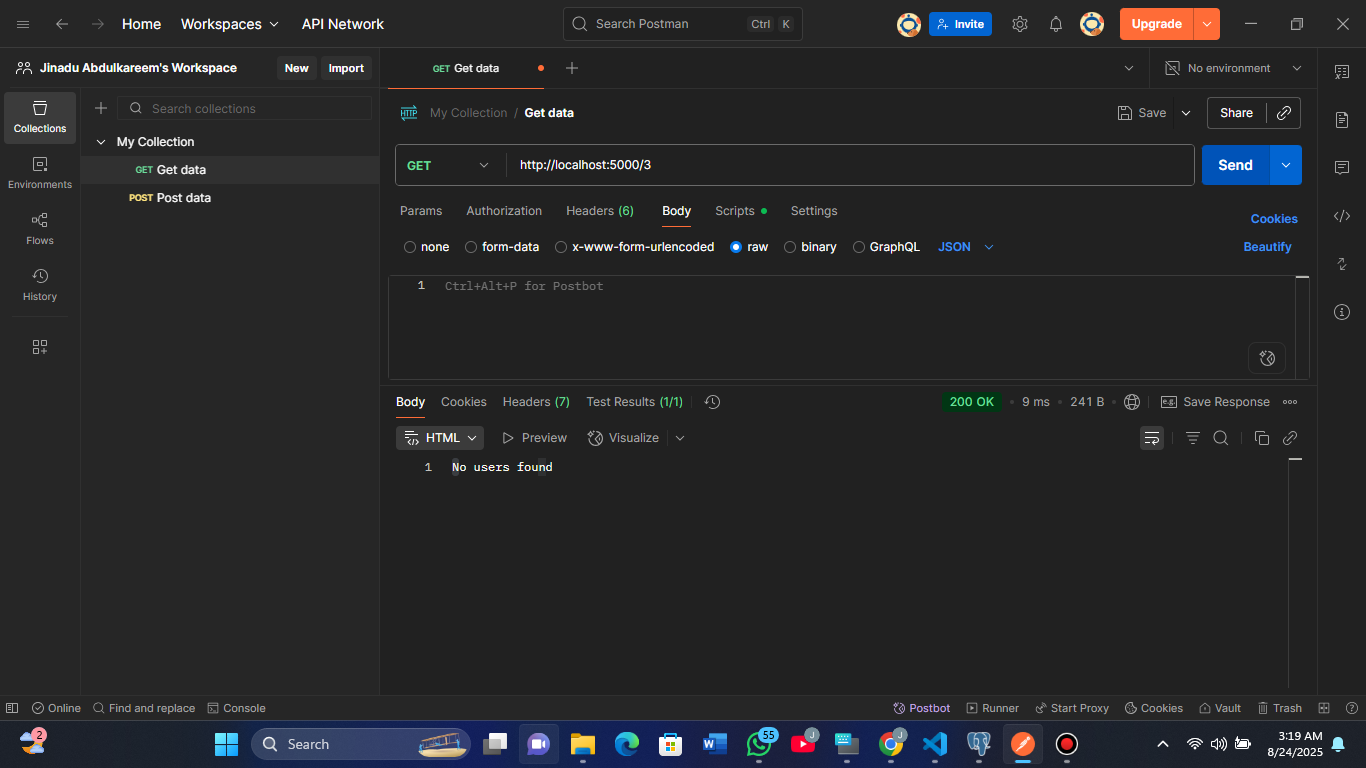 Home Workspaces API Network Search Postman Ctrl K Invite Upgrade
Jinadu Abdulkareem's Workspace New Import GET Get data No environment
Search collections
Collections
My Collection
GET Get data
POST Post data
Environments
Flows
History
HTTP My Collection / Get data Save Share
GET http://localhost:5000/3 Send
Params Authorization Headers (6) Body Scripts Settings Cookies
none form-data x-www-form-urlencoded raw binary GraphQL JSON Beautify
1 Ctrl+Alt+P for Postbot
Body Cookies Headers (7) Test Results (1/1) 200 OK 9 ms 241 B e.g. Save Response
HTML Preview Visualize
1 No users found
Online Find and replace Console Postbot Runner Start Proxy Cookies Vault Trash
2 Search 55 J J 3:19 AM
8/24/2025